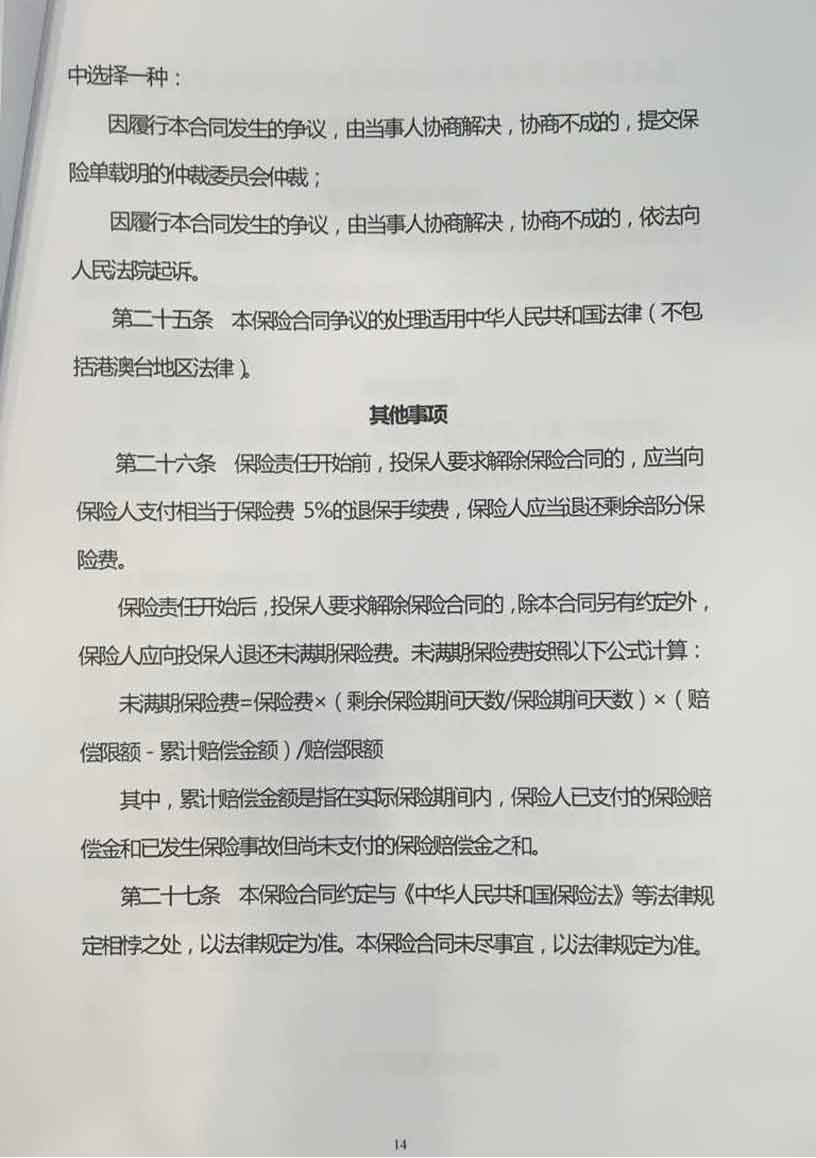 中选择一种：
因履行本合同发生的争议，由当事人协商解决，协商不成的，提交保
险单载明的仲裁委员会仲裁；
因履行本合同发生的争议，由当事人协商解决，协商不成的，依法向
人民法院起诉。
第二十五条　本保险合同争议的处理适用中华人民共和国法律（不包
括港澳台地区法律）。
其他事项
第二十六条　保险责任开始前，投保人要求解除保险合同的，应当向
保险人支付相当于保险费 5%的退保手续费，保险人应当退还剩余部分保
险费。
保险责任开始后，投保人要求解除保险合同的，除本合同另有约定外，
保险人应向投保人退还未满期保险费。未满期保险费按照以下公式计算：
未满期保险费=保险费×（剩余保险期间天数/保险期间天数）×（赔
偿限额－累计赔偿金额）/赔偿限额
其中，累计赔偿金额是指在实际保险期间内，保险人已支付的保险赔
偿金和已发生保险事故但尚未支付的保险赔偿金之和。
第二十七条　本保险合同约定与《中华人民共和国保险法》等法律规
定相悖之处，以法律规定为准。本保险合同未尽事宜，以法律规定为准。
14